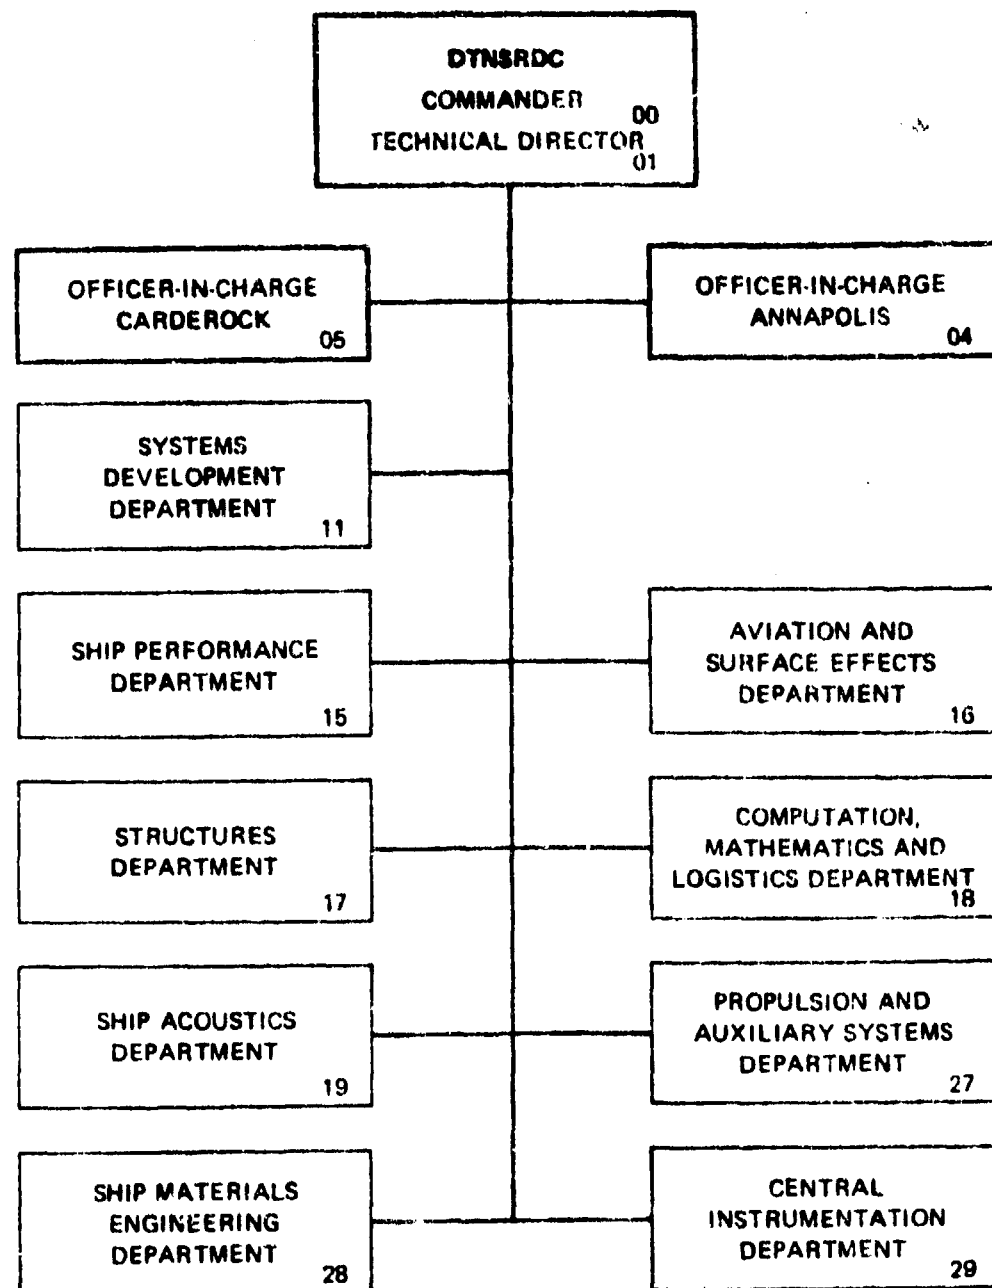 DTNSRDC
COMMANDER
00
TECHNICAL DIRECTOR
01
OFFICER-IN-CHARGE
CARDEROCK
05
OFFICER-IN-CHARGE
ANNAPOLIS
04
SYSTEMS
DEVELOPMENT
DEPARTMENT
11
SHIP PERFORMANCE
DEPARTMENT
15
AVIATION AND
SURFACE EFFECTS
DEPARTMENT
16
STRUCTURES
DEPARTMENT
17
COMPUTATION,
MATHEMATICS AND
LOGISTICS DEPARTMENT
18
SHIP ACOUSTICS
DEPARTMENT
19
PROPULSION AND
AUXILIARY SYSTEMS
DEPARTMENT
27
SHIP MATERIALS
ENGINEERING
DEPARTMENT
28
CENTRAL
INSTRUMENTATION
DEPARTMENT
29